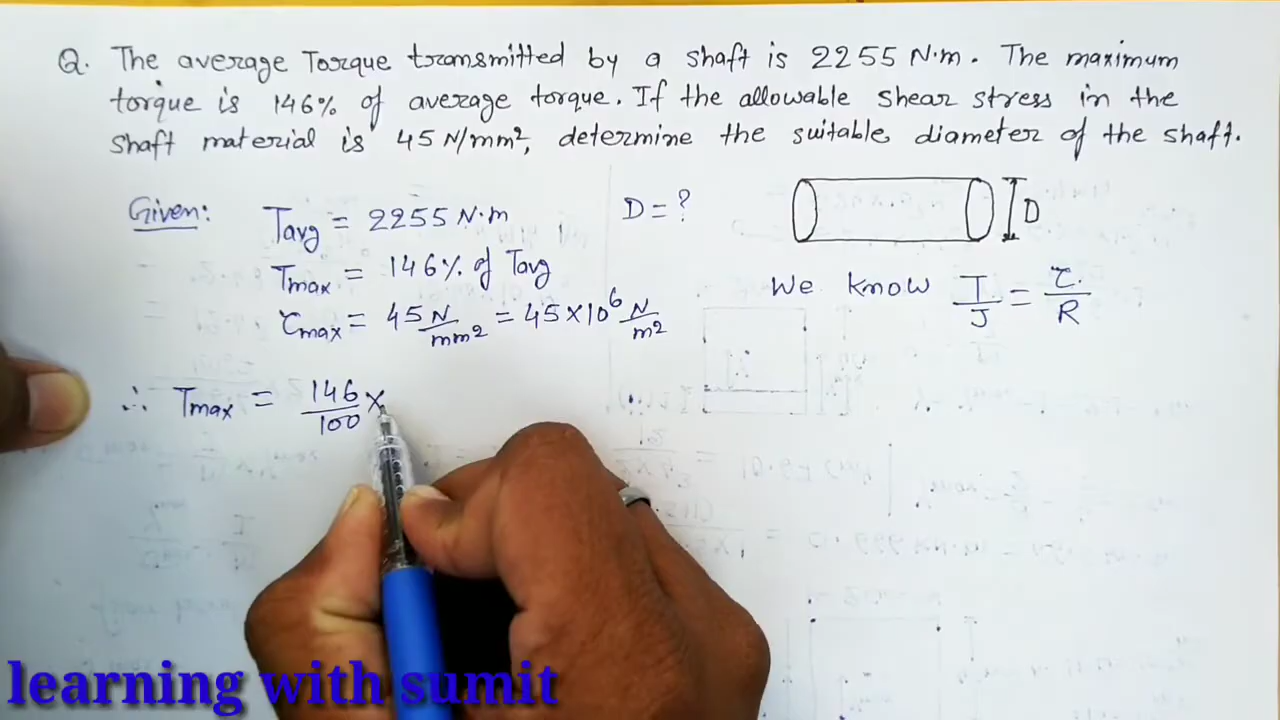 Q. The average Torque transmitted by a shaft is 2255 N·m. The maximum
torque is 146% of average torque. If the allowable shear stress in the
shaft material is 45 N/mm², determine the suitable diameter of the shaft.
Given: Tavg = 2255 N·m
D = ?
D
Tmax = 146% of Tavg
We know T/J = τ/R
τmax = 45 N/mm² = 45×10⁶ N/m²
∴ Tmax = 146/100 ×
learning with sumit